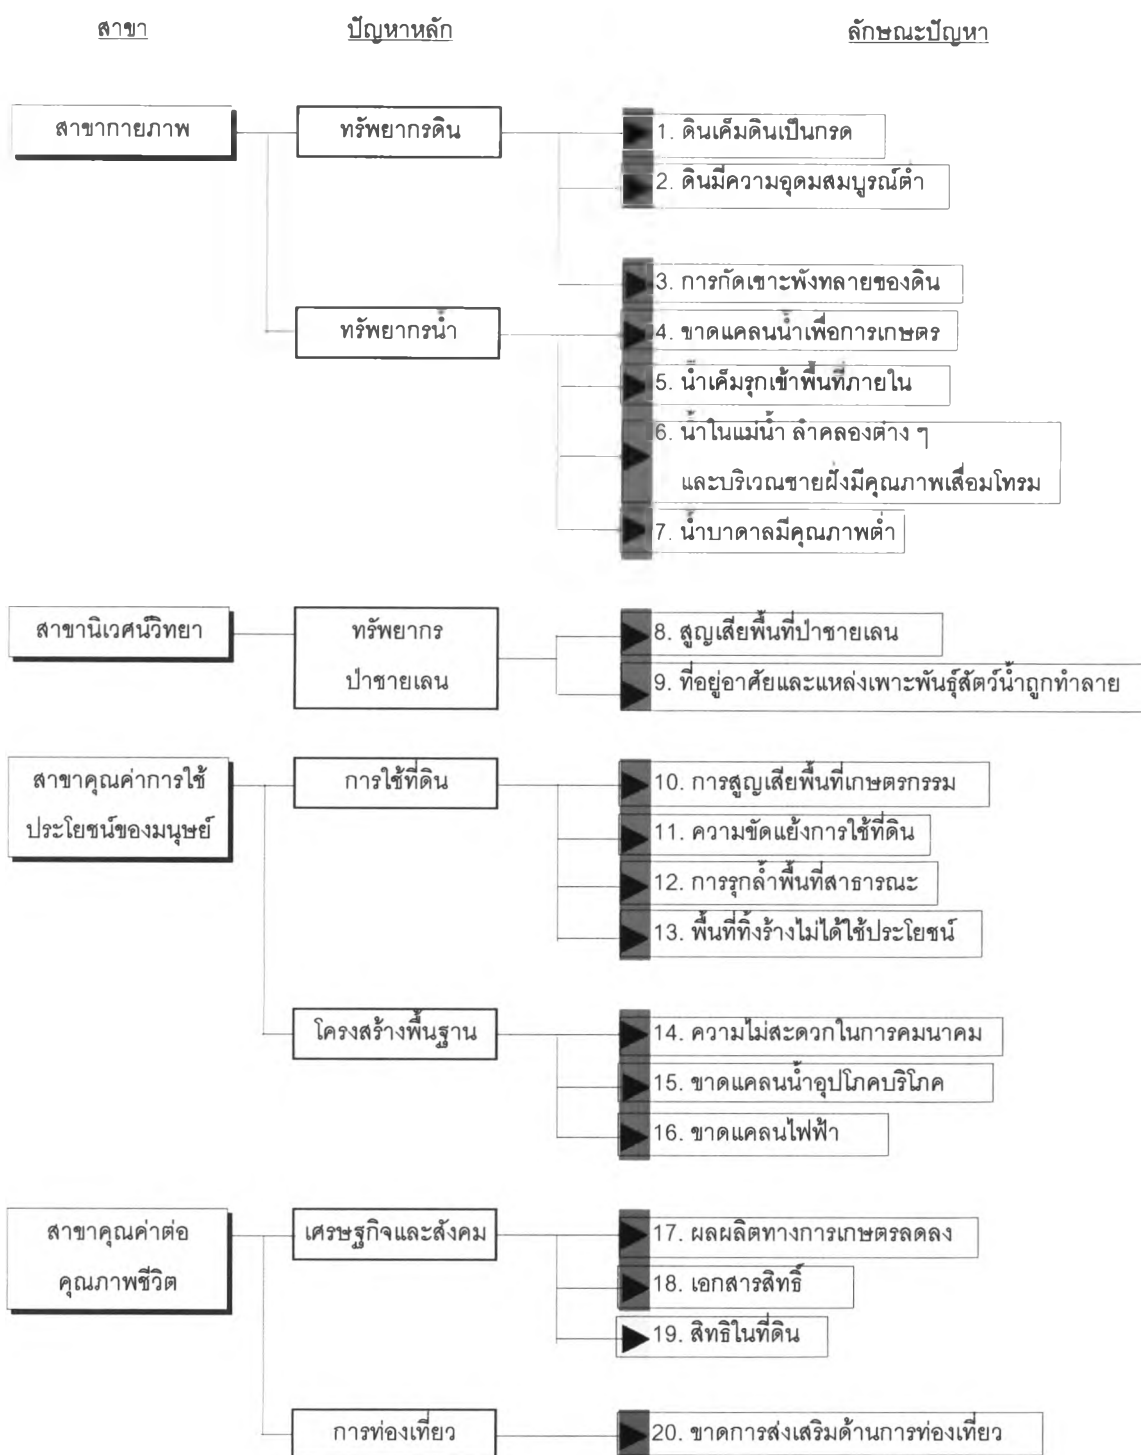 สาขา ปัญหาหลัก ลักษณะปัญหา
สาขากายภาพ ทรัพยากรดิน 1. ดินเค็มดินเป็นกรด
2. ดินมีความอุดมสมบูรณ์ต่ำ
3. การกัดเซาะพังทลายของดิน
ทรัพยากรน้ำ 4. ขาดแคลนน้ำเพื่อการเกษตร
5. น้ำเค็มรุกเข้าพื้นที่ภายใน
6. น้ำในแม่น้ำ ลำคลองต่าง ๆ
และบริเวณชายฝั่งมีคุณภาพเสื่อมโทรม
7. น้ำบาดาลมีคุณภาพต่ำ
สาขานิเวศน์วิทยา ทรัพยากร 8. สูญเสียพื้นที่ป่าชายเลน
ป่าชายเลน 9. ที่อยู่อาศัยและแหล่งเพาะพันธุ์สัตว์น้ำถูกทำลาย
สาขาคุณค่าการใช้ การใช้ที่ดิน 10. การสูญเสียพื้นที่เกษตรกรรม
ประโยชน์ของมนุษย์ 11. ความขัดแย้งการใช้ที่ดิน
12. การรุกล้ำพื้นที่สาธารณะ
13. พื้นที่ทิ้งร้างไม่ได้ใช้ประโยชน์
โครงสร้างพื้นฐาน 14. ความไม่สะดวกในการคมนาคม
15. ขาดแคลนน้ำอุปโภคบริโภค
16. ขาดแคลนไฟฟ้า
สาขาคุณค่าต่อ เศรษฐกิจและสังคม 17. ผลผลิตทางการเกษตรลดลง
คุณภาพชีวิต 18. เอกสารสิทธิ์
19. สิทธิในที่ดิน
การท่องเที่ยว 20. ขาดการส่งเสริมด้านการท่องเที่ยว